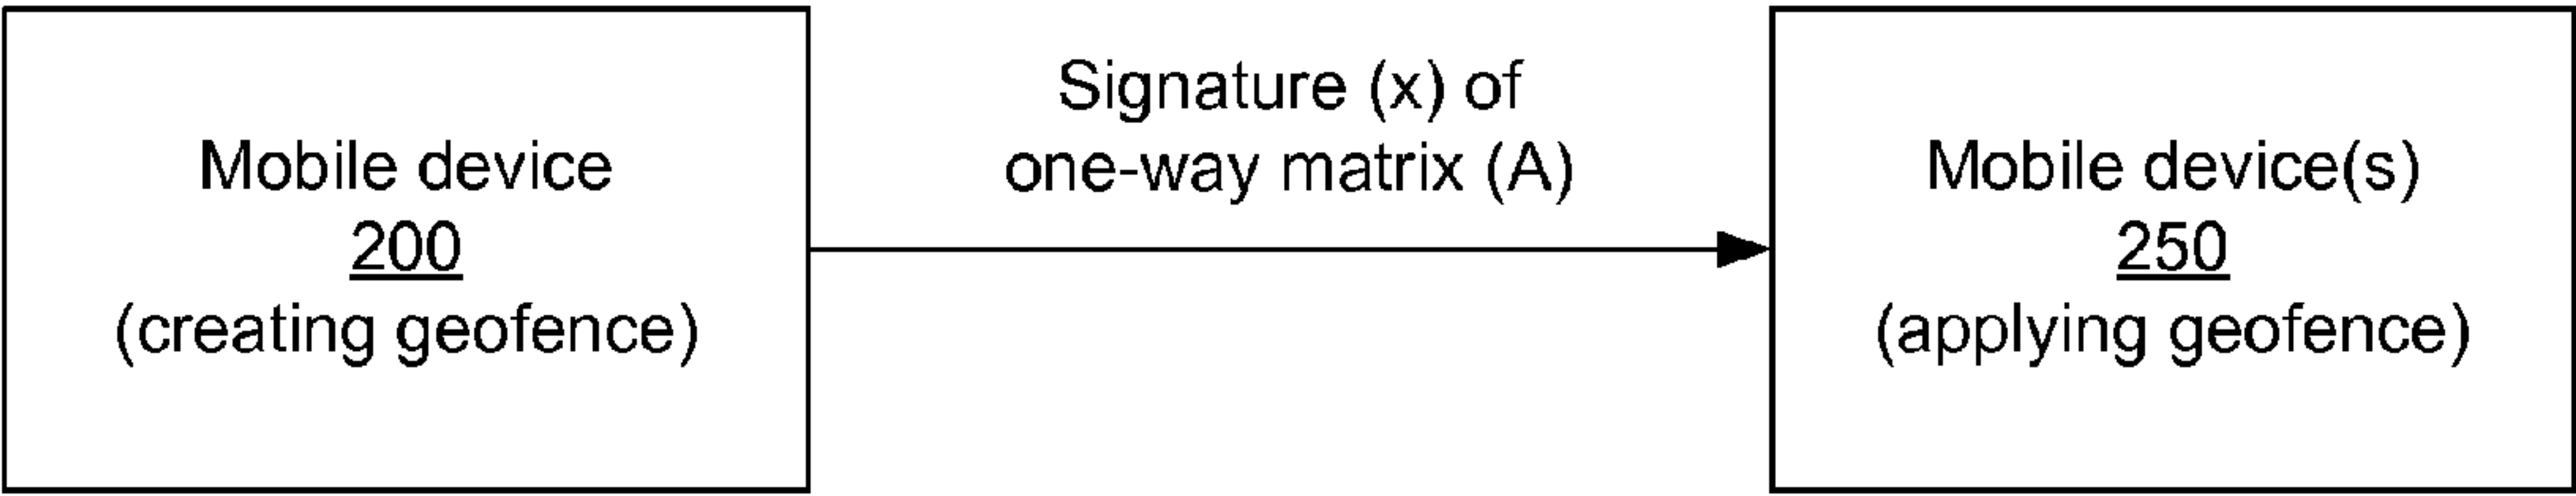 Mobile device
200
(creating geofence)
Signature (x) of
one-way matrix (A)
Mobile device(s)
250
(applying geofence)